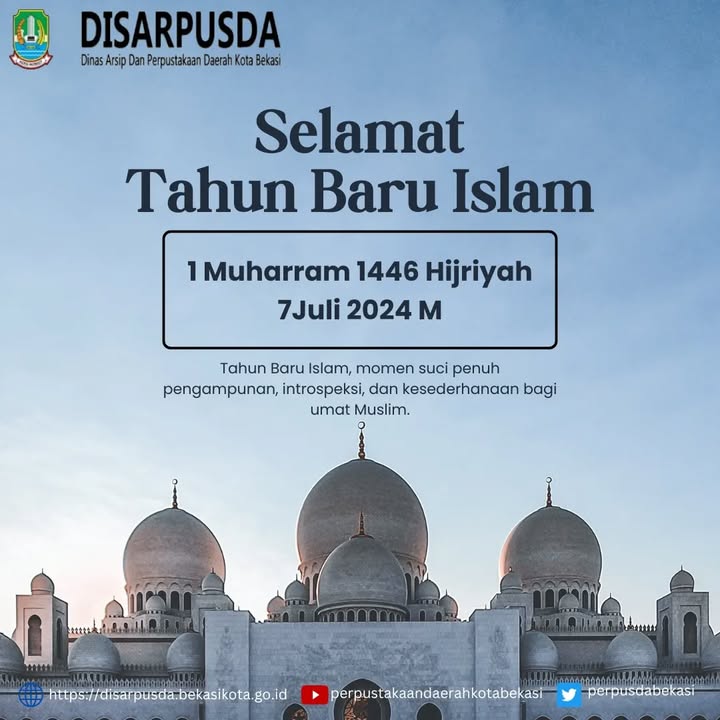 DISARPUSDA
Dinas Arsip Dan Perpustakaan Daerah Kota Bekasi
Selamat
Tahun Baru Islam
1 Muharram 1446 Hijriyah
7Juli 2024 M
Tahun Baru Islam, momen suci penuh
pengampunan, introspeksi, dan kesederhanaan bagi
umat Muslim.
https://disarpusda.bekasikota.go.id perpustakaandaerahkotabekasi perpusdabekasi